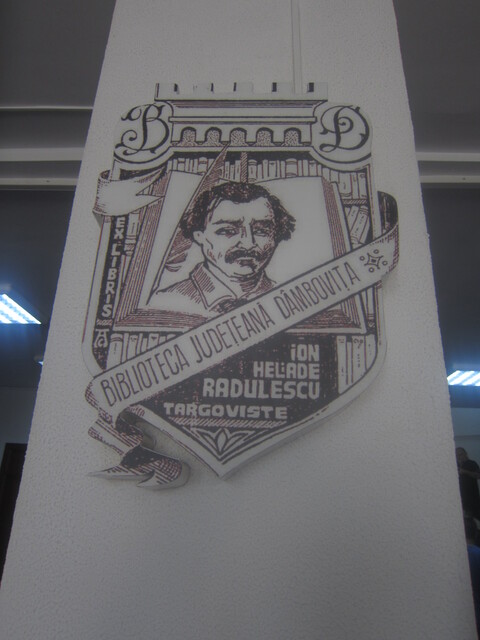 B D
EX LIBRIS
BIBLIOTECA JUDEȚEANĂ DÂMBOVIȚA
ION
HELIADE
RADULESCU
TARGOVISTE